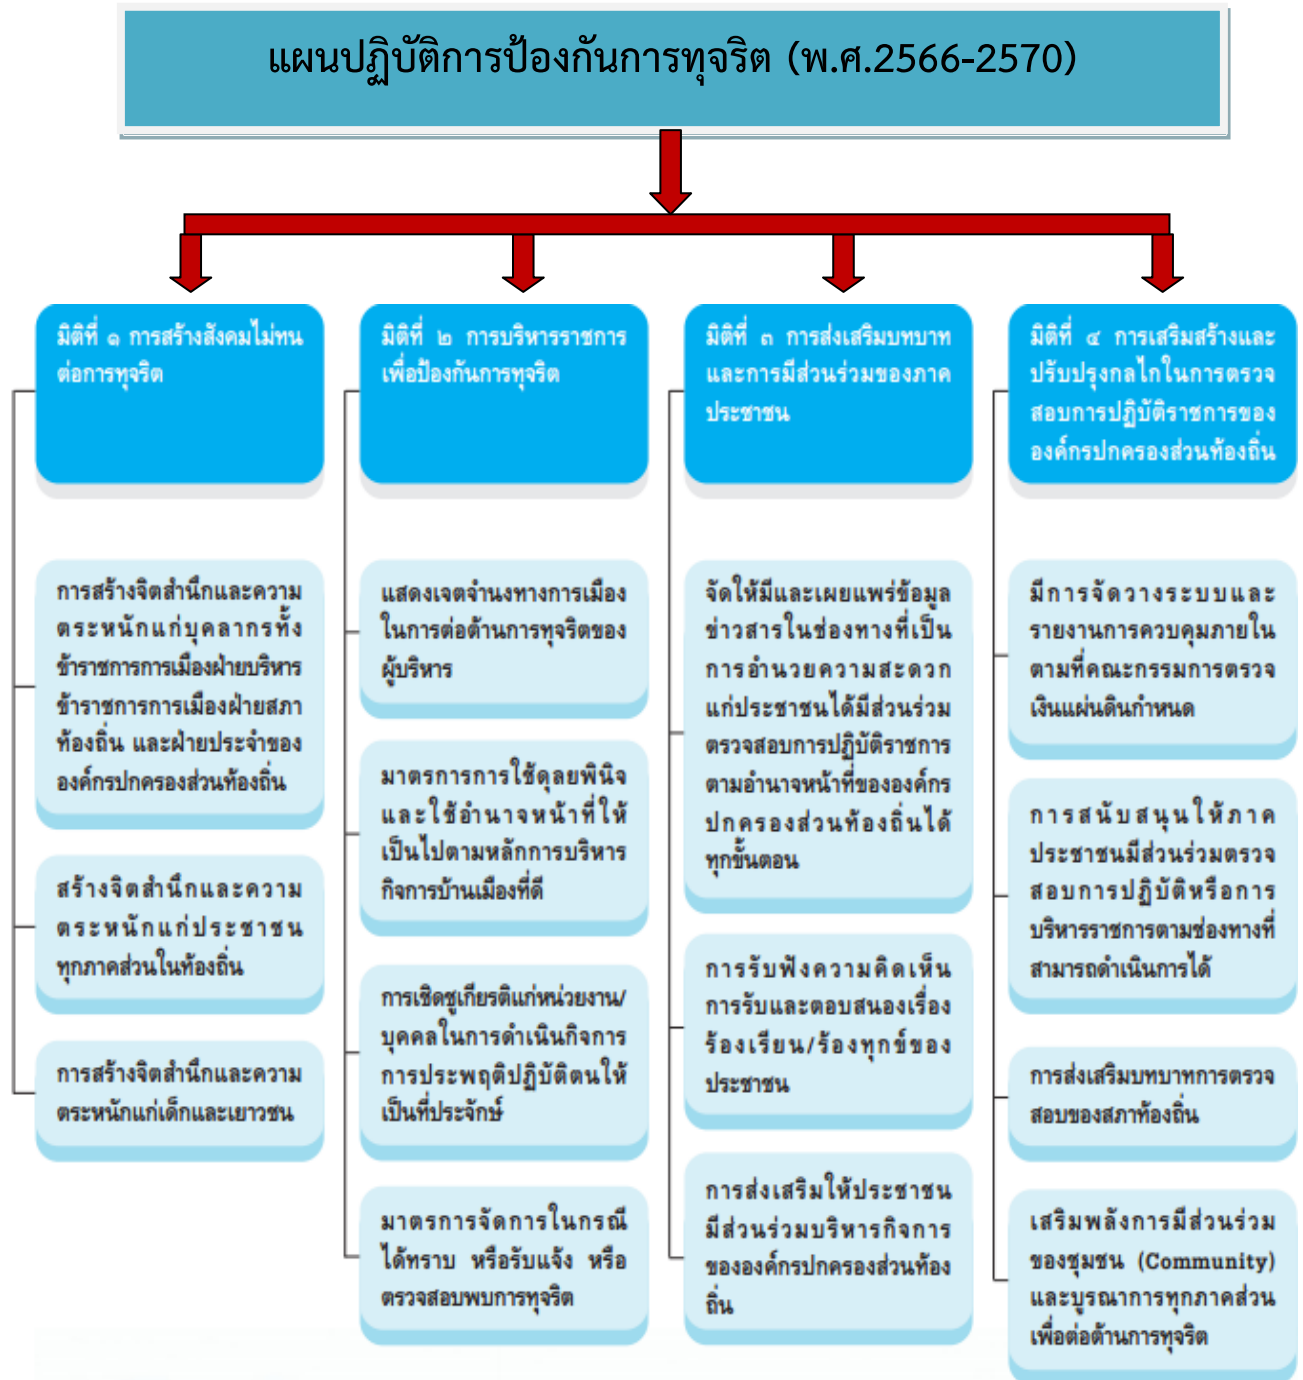 แผนปฏิบัติการป้องกันการทุจริต (พ.ศ.2566-2570)
มิติที่ ๑ การสร้างสังคมไม่ทน
ต่อการทุจริต
การสร้างจิตสำนึกและความ
ตระหนักแก่บุคลากรทั้ง
ข้าราชการการเมืองฝ่ายบริหาร
ข้าราชการการเมืองฝ่ายสภา
ท้องถิ่น และฝ่ายประจำของ
องค์กรปกครองส่วนท้องถิ่น
สร้างจิตสำนึกและความ
ตระหนักแก่ประชาชน
ทุกภาคส่วนในท้องถิ่น
การสร้างจิตสำนึกและความ
ตระหนักแก่เด็กและเยาวชน
มิติที่ ๒ การบริหารราชการ
เพื่อป้องกันการทุจริต
แสดงเจตจำนงทางการเมือง
ในการต่อต้านการทุจริตของ
ผู้บริหาร
มาตรการการใช้ดุลยพินิจ
และใช้อำนาจหน้าที่ให้
เป็นไปตามหลักการบริหาร
กิจการบ้านเมืองที่ดี
การเชิดชูเกียรติแก่หน่วยงาน/
บุคคลในการดำเนินกิจการ
การประพฤติปฏิบัติตนให้
เป็นที่ประจักษ์
มาตรการจัดการในกรณี
ได้ทราบ หรือรับแจ้ง หรือ
ตรวจสอบพบการทุจริต
มิติที่ ๓ การส่งเสริมบทบาท
และการมีส่วนร่วมของภาค
ประชาชน
จัดให้มีและเผยแพร่ข้อมูล
ข่าวสารในช่องทางที่เป็น
การอำนวยความสะดวก
แก่ประชาชนได้มีส่วนร่วม
ตรวจสอบการปฏิบัติราชการ
ตามอำนาจหน้าที่ขององค์กร
ปกครองส่วนท้องถิ่นได้
ทุกขั้นตอน
การรับฟังความคิดเห็น
การรับและตอบสนองเรื่อง
ร้องเรียน/ร้องทุกข์ของ
ประชาชน
การส่งเสริมให้ประชาชน
มีส่วนร่วมบริหารกิจการ
ขององค์กรปกครองส่วนท้อง
ถิ่น
มิติที่ ๔ การเสริมสร้างและ
ปรับปรุงกลไกในการตรวจ
สอบการปฏิบัติราชการของ
องค์กรปกครองส่วนท้องถิ่น
มีการจัดวางระบบและ
รายงานการควบคุมภายใน
ตามที่คณะกรรมการตรวจ
เงินแผ่นดินกำหนด
การสนับสนุนให้ภาค
ประชาชนมีส่วนร่วมตรวจ
สอบการปฏิบัติหรือการ
บริหารราชการตามช่องทางที่
สามารถดำเนินการได้
การส่งเสริมบทบาทการตรวจ
สอบของสภาท้องถิ่น
เสริมพลังการมีส่วนร่วม
ของชุมชน (Community)
และบูรณาการทุกภาคส่วน
เพื่อต่อต้านการทุจริต